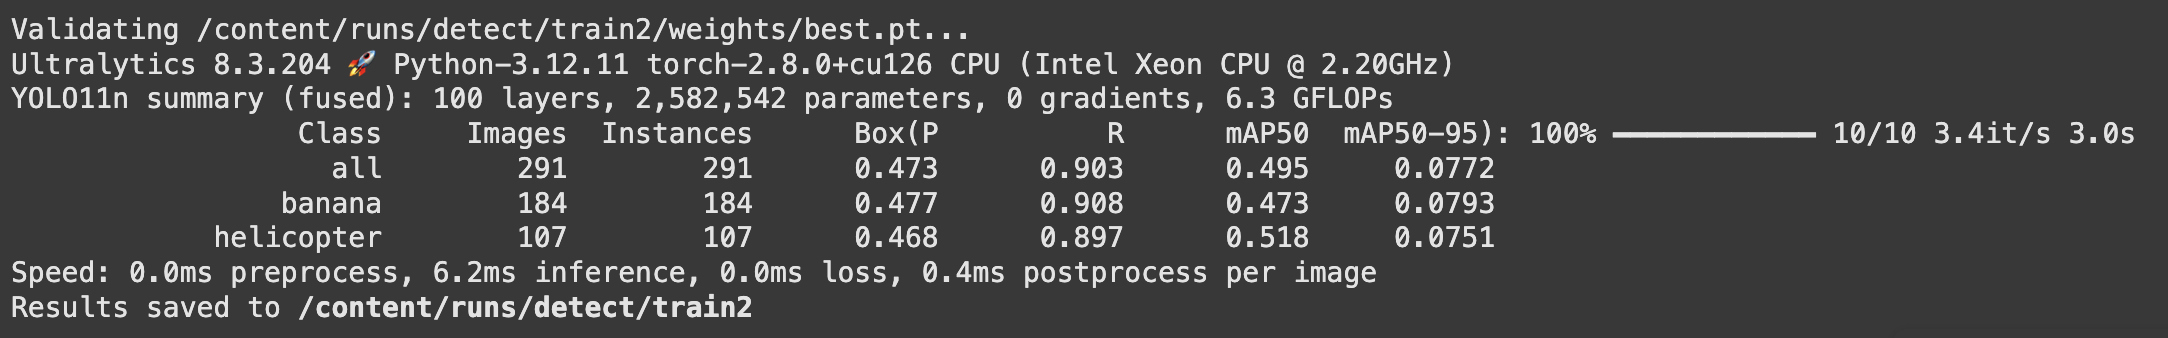 Validating /content/runs/detect/train2/weights/best.pt...
Ultralytics 8.3.204 🚀 Python-3.12.11 torch-2.8.0+cu126 CPU (Intel Xeon CPU @ 2.20GHz)
YOLO11n summary (fused): 100 layers, 2,582,542 parameters, 0 gradients, 6.3 GFLOPs
Class Images Instances Box(P R mAP50 mAP50-95): 100% ━━━━━━━━━━━━ 10/10 3.4it/s 3.0s
all 291 291 0.473 0.903 0.495 0.0772
banana 184 184 0.477 0.908 0.473 0.0793
helicopter 107 107 0.468 0.897 0.518 0.0751
Speed: 0.0ms preprocess, 6.2ms inference, 0.0ms loss, 0.4ms postprocess per image
Results saved to /content/runs/detect/train2